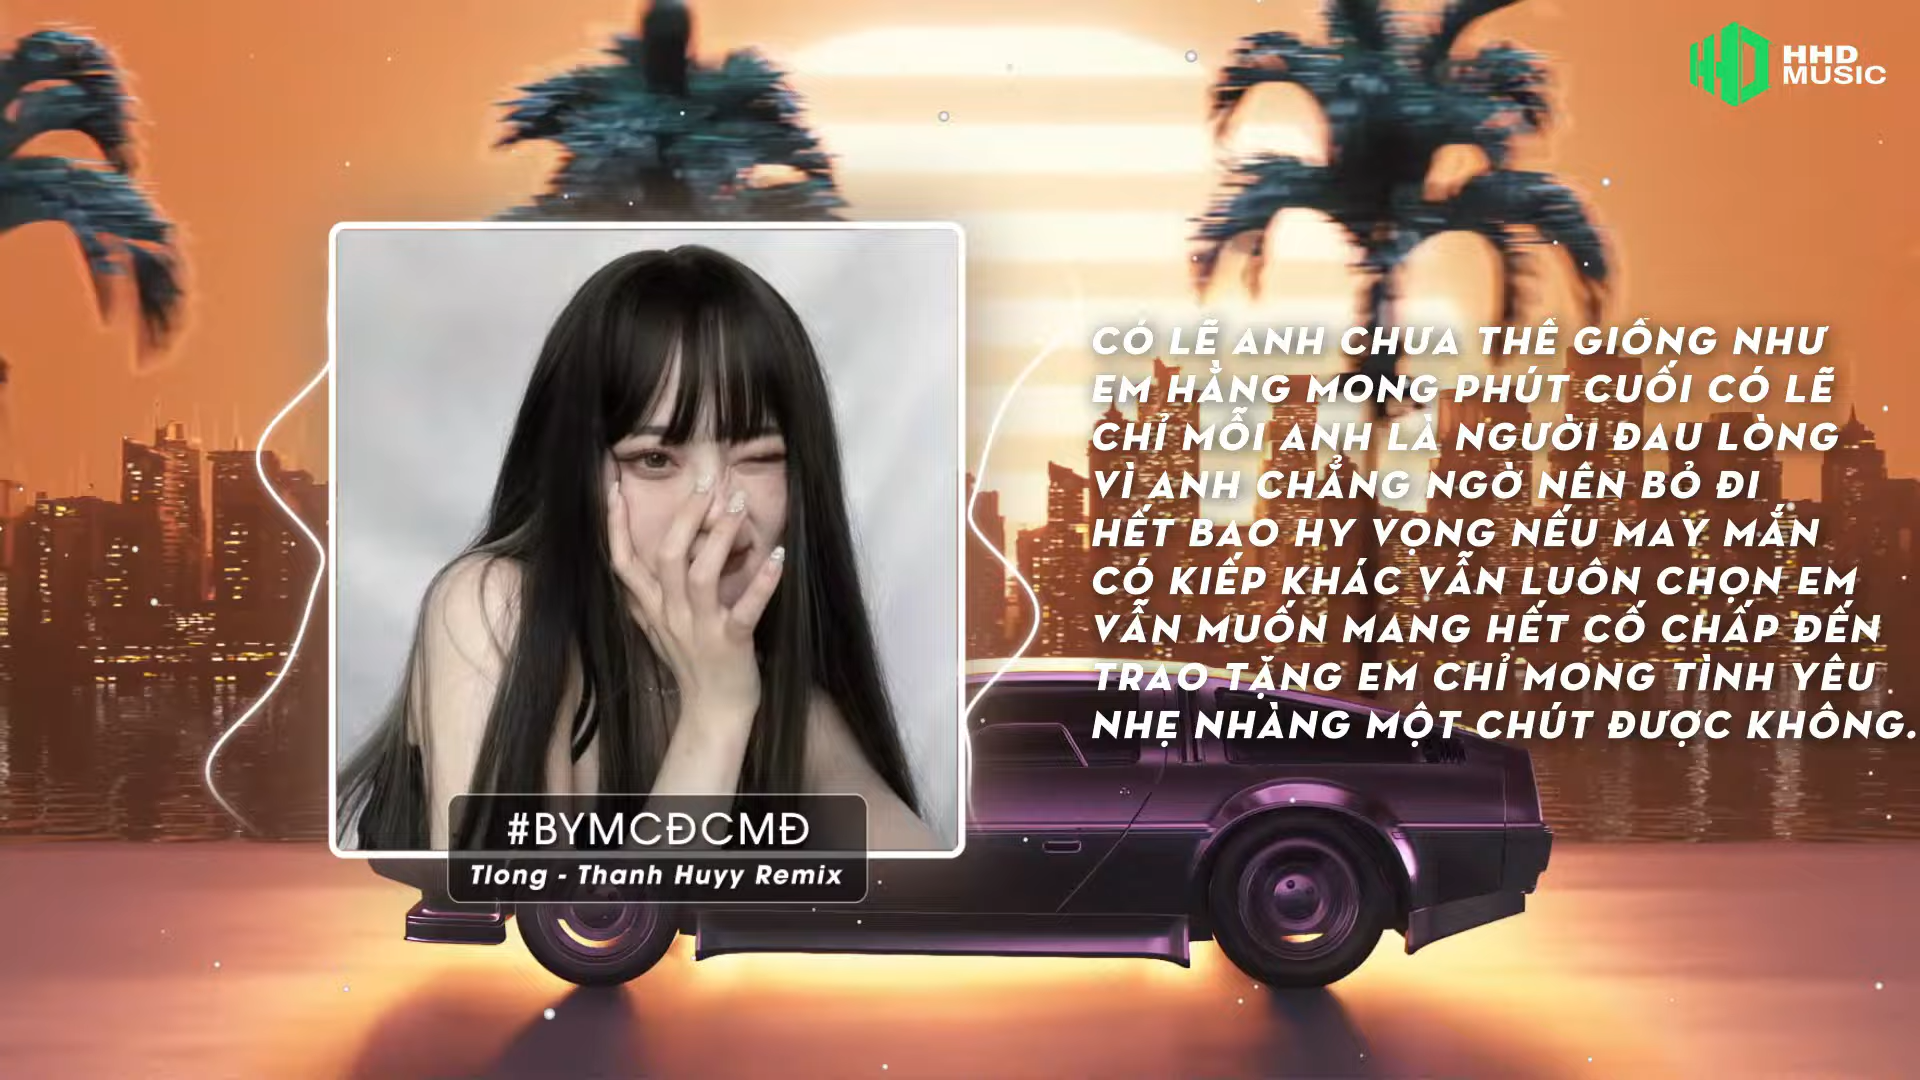 HHD
MUSIC
CÓ LẼ ANH CHƯA THỂ GIỐNG NHƯ
EM HẰNG MONG PHÚT CUỐI CÓ LẼ
CHỈ MỖI ANH LÀ NGƯỜI ĐAU LÒNG
VÌ ANH CHẲNG NGỜ NÊN BỎ ĐI
HẾT BAO HY VỌNG NẾU MAY MẮN
CÓ KIẾP KHÁC VẪN LUÔN CHỌN EM
VẪN MUỐN MANG HẾT CỐ CHẤP ĐẾN
TRAO TẶNG EM CHỈ MONG TÌNH YÊU
NHẸ NHÀNG MỘT CHÚT ĐƯỢC KHÔNG.
#BYMCĐCMĐ
Tlong - Thanh Huyy Remix